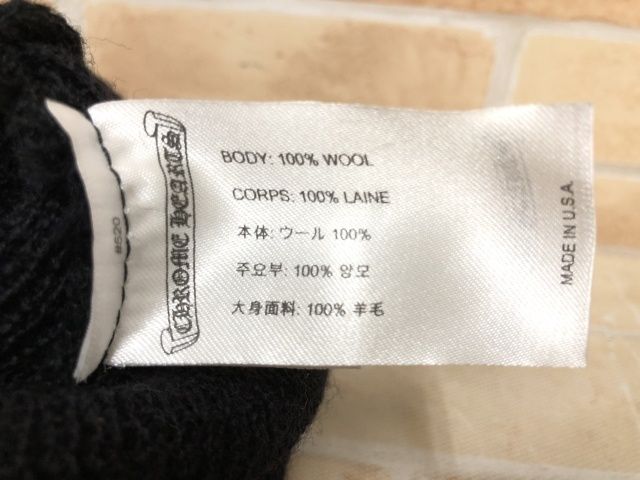 CHROME HEARTS
BODY: 100% WOOL
CORPS: 100% LAINE
本体: ウール 100%
주요부: 100% 양모
大身面料: 100% 羊毛
MADE IN U.S.A.
#620